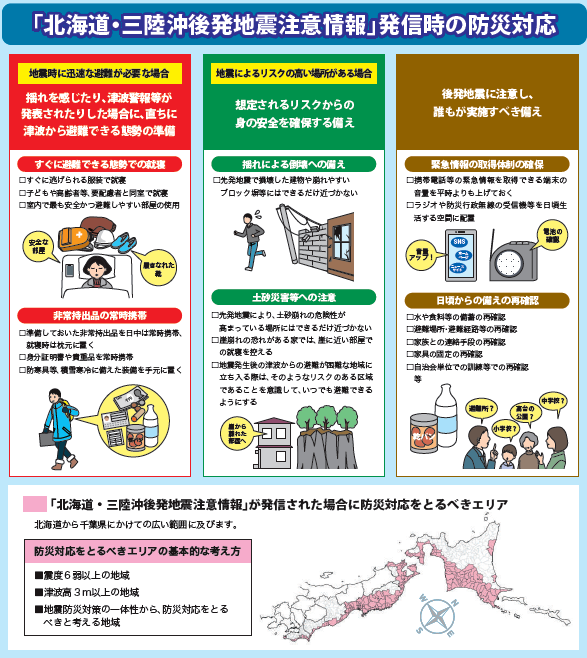 「北海道・三陸沖後発地震注意情報」発信時の防災対応
地震時に迅速な避難が必要な場合
揺れを感じたり、津波警報等が
発表されたりした場合に、直ちに
津波から避難できる態勢の準備
すぐに避難できる態勢での就寝
□すぐに逃げられる服装で就寝
□子どもや高齢者等、要配慮者と同室で就寝
□室内で最も安全かつ避難しやすい部屋の使用
安全な
部屋
履きなれた
靴
非常持出品の常時携帯
□準備しておいた非常持出品を日中は常時携帯、
就寝時は枕元に置く
□身分証明書や貴重品を常時携帯
□防寒具等、積雪寒冷に備えた装備を手元に置く
地震によるリスクの高い場所がある場合
想定されるリスクからの
身の安全を確保する備え
揺れによる倒壊への備え
□先発地震で損壊した建物や崩れやすい
ブロック塀等にはできるだけ近づかない
土砂災害等への注意
□先発地震により、土砂崩れの危険性が
高まっている場所にはできるだけ近づかない
□崖崩れの恐れがある家では、崖に近い部屋で
の就寝を控える
□地震発生後の津波からの避難が困難な地域に
立ち入る際は、そのようなリスクのある区域
であることを意識して、いつでも避難できる
ようにする
崖から
離れた
部屋へ
後発地震に注意し、
誰もが実施すべき備え
緊急情報の取得体制の確保
□携帯電話等の緊急情報を取得できる端末の
音量を平時よりも上げておく
□ラジオや防災行政無線の受信機等を日頃生
活する空間に配置
音量
アップ！
SNS
電池の
確認
日頃からの備えの再確認
□水や食料等の備蓄の再確認
□避難場所・避難経路等の再確認
□家族との連絡手段の再確認
□家具の固定の再確認
□自治会単位での訓練等での再確認
等
乾パン
避難所？
小学校？
高台の
公園？
中学校？
「北海道・三陸沖後発地震注意情報」が発信された場合に防災対応をとるべきエリア
北海道から千葉県にかけての広い範囲に及びます。
防災対応をとるべきエリアの基本的な考え方
■震度６弱以上の地域
■津波高３ｍ以上の地域
■地震防災対策の一体性から、防災対応をとる
べきと考える地域
N
W
E
S